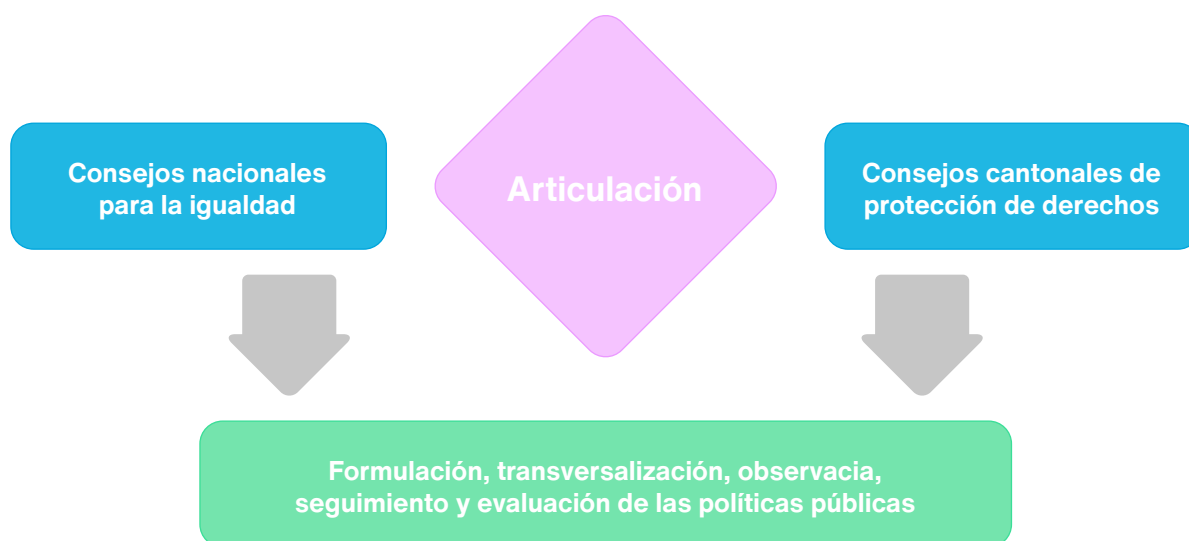 Consejos nacionales
para la igualdad
Articulación
Consejos cantonales de
protección de derechos
Formulación, transversalización, observacia,
seguimiento y evaluación de las políticas públicas